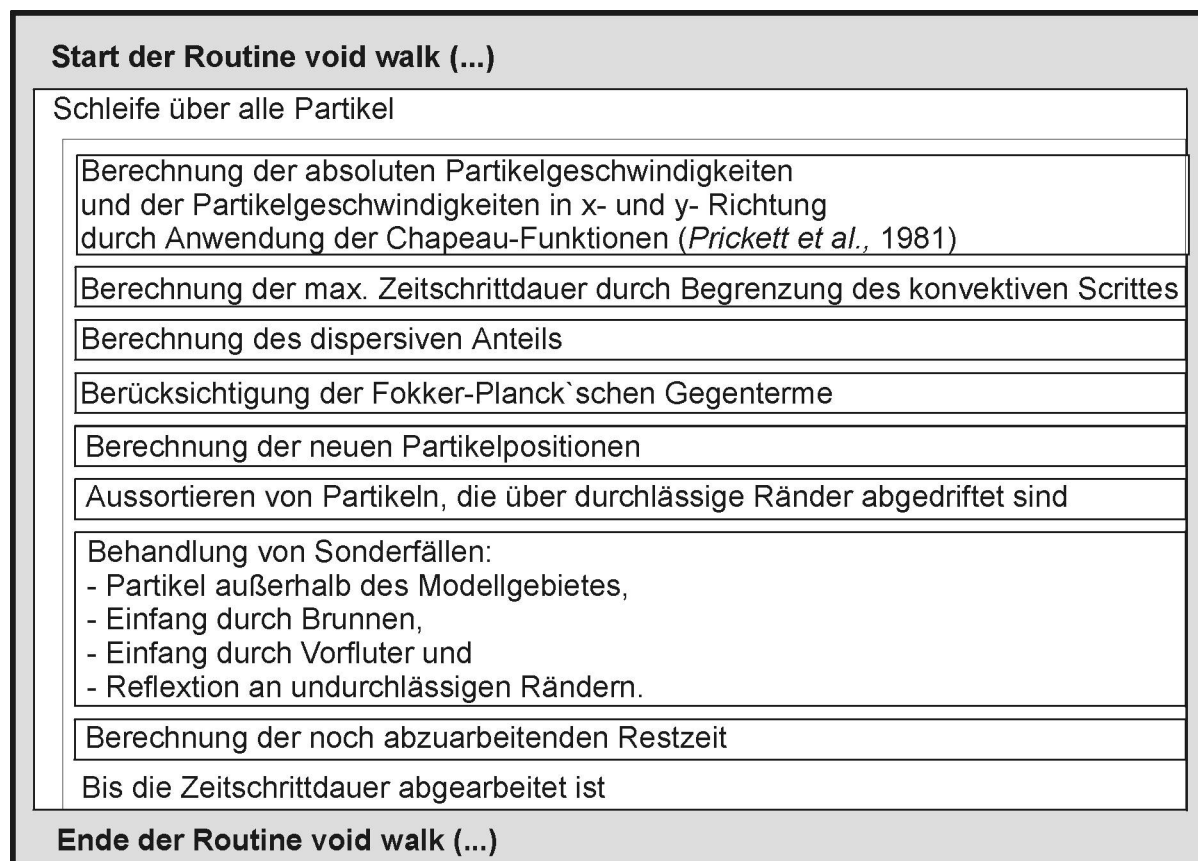 Start der Routine void walk (...)
Schleife über alle Partikel
Berechnung der absoluten Partikelgeschwindigkeiten
und der Partikelgeschwindigkeiten in x- und y- Richtung
durch Anwendung der Chapeau-Funktionen (Prickett et al., 1981)
Berechnung der max. Zeitschrittdauer durch Begrenzung des konvektiven Scrittes
Berechnung des dispersiven Anteils
Berücksichtigung der Fokker-Planck`schen Gegenterme
Berechnung der neuen Partikelpositionen
Aussortieren von Partikeln, die über durchlässige Ränder abgedriftet sind
Behandlung von Sonderfällen:
- Partikel außerhalb des Modellgebietes,
- Einfang durch Brunnen,
- Einfang durch Vorfluter und
- Reflextion an undurchlässigen Rändern.
Berechnung der noch abzuarbeitenden Restzeit
Bis die Zeitschrittdauer abgearbeitet ist
Ende der Routine void walk (...)